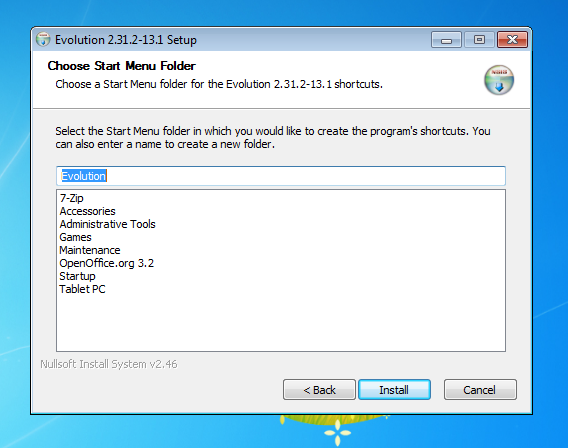 Evolution 2.31.2-13.1 Setup
Choose Start Menu Folder
Choose a Start Menu folder for the Evolution 2.31.2-13.1 shortcuts.
Select the Start Menu folder in which you would like to create the program's shortcuts. You
can also enter a name to create a new folder.
Evolution
7-Zip
Accessories
Administrative Tools
Games
Maintenance
OpenOffice.org 3.2
Startup
Tablet PC
Nullsoft Install System v2.46
< Back
Install
Cancel